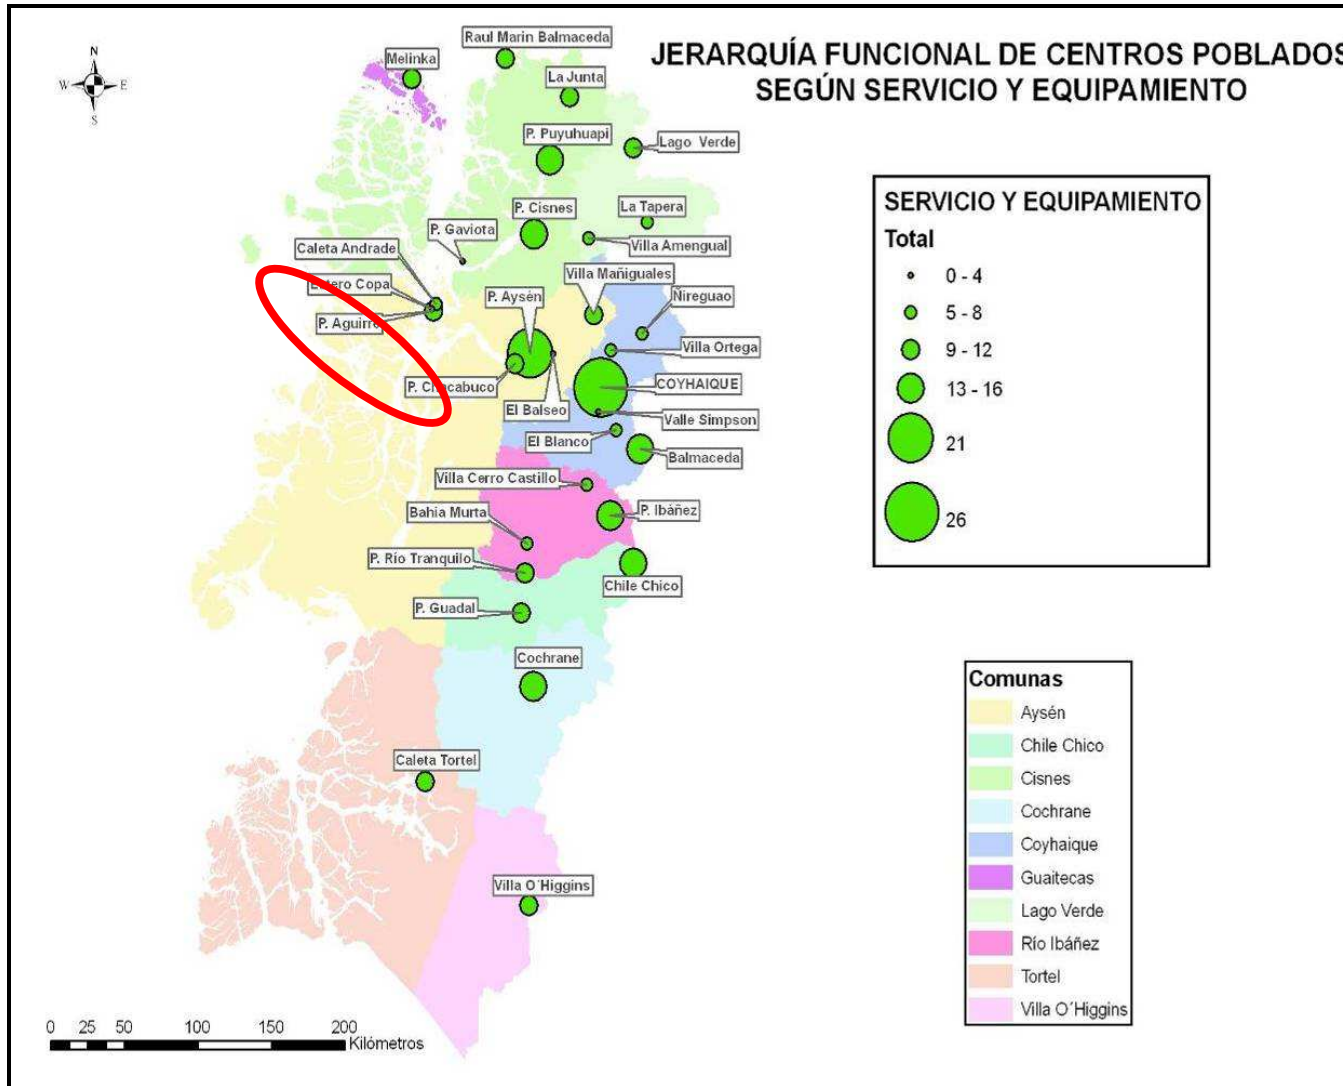 N
W E
S
JERARQUÍA FUNCIONAL DE CENTROS POBLADOS
SEGÚN SERVICIO Y EQUIPAMIENTO
Raul Marin Balmaceda
Melinka
La Junta
P. Puyuhuapi
Lago Verde
P. Cisnes
La Tapera
P. Gaviota
Caleta Andrade
Villa Amengual
Estero Copa
Villa Mañiguales
P. Aysén
Ñireguao
P. Aguirre
Villa Ortega
P. Chacabuco
COYHAIQUE
El Balseo
Valle Simpson
El Blanco
Balmaceda
Villa Cerro Castillo
Bahia Murta
P. Ibáñez
P. Río Tranquilo
Chile Chico
P. Guadal
Cochrane
Caleta Tortel
Villa O´Higgins
SERVICIO Y EQUIPAMIENTO
Total
0 - 4
5 - 8
9 - 12
13 - 16
21
26
Comunas
Aysén
Chile Chico
Cisnes
Cochrane
Coyhaique
Guaitecas
Lago Verde
Río Ibáñez
Tortel
Villa O´Higgins
0 25 50 100 150 200
Kilómetros